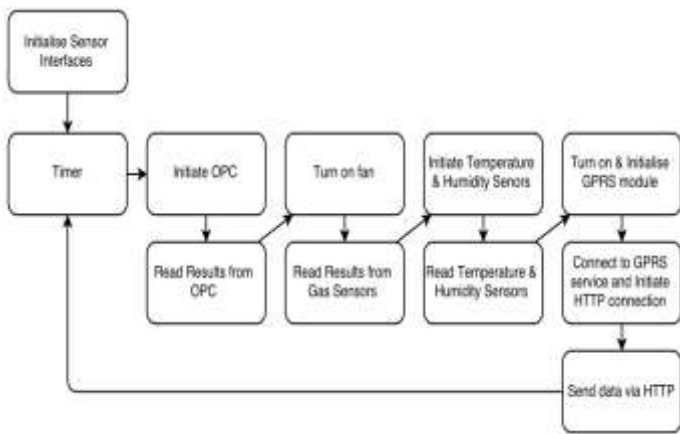 Initialise Sensor
Interfaces
Timer
Initiate OPC
Turn on fan
Initiate Temperature
& Humidity Senors
Turn on & Initialise
GPRS module
Read Results from
OPC
Read Results from
Gas Sensors
Read Temperature &
Humidity Sensors
Connect to GPRS
service and Initiate
HTTP connection
Send data via HTTP